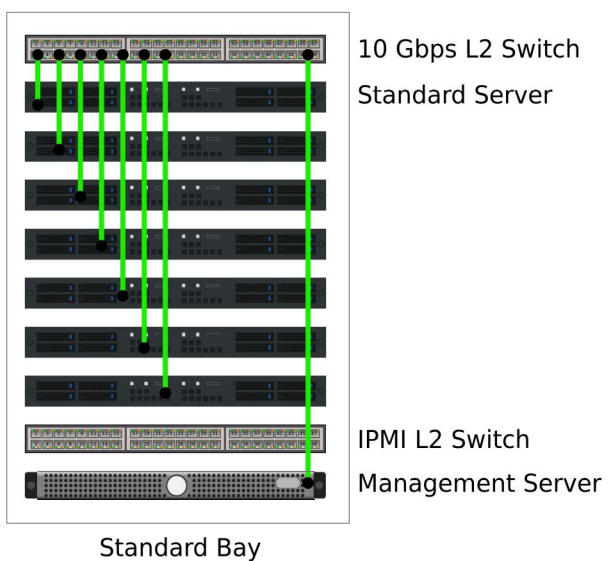 10 Gbps L2 Switch
Standard Server
IPMI L2 Switch
Management Server
Standard Bay